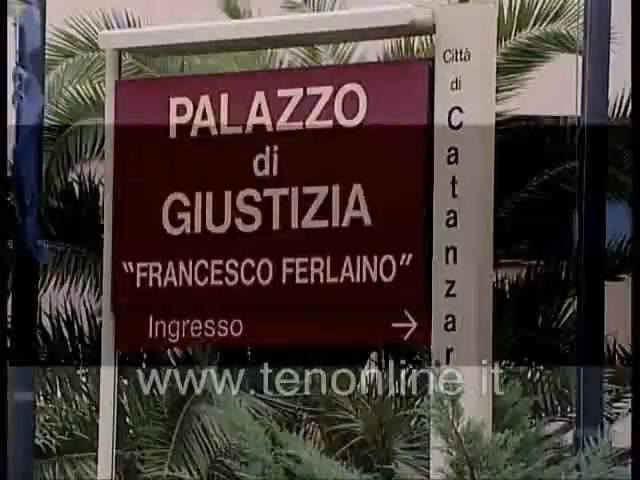 PALAZZO
di
GIUSTIZIA
"FRANCESCO FERLAINO"
Ingresso →
Città
di
Catanzar
www.tenonline.it